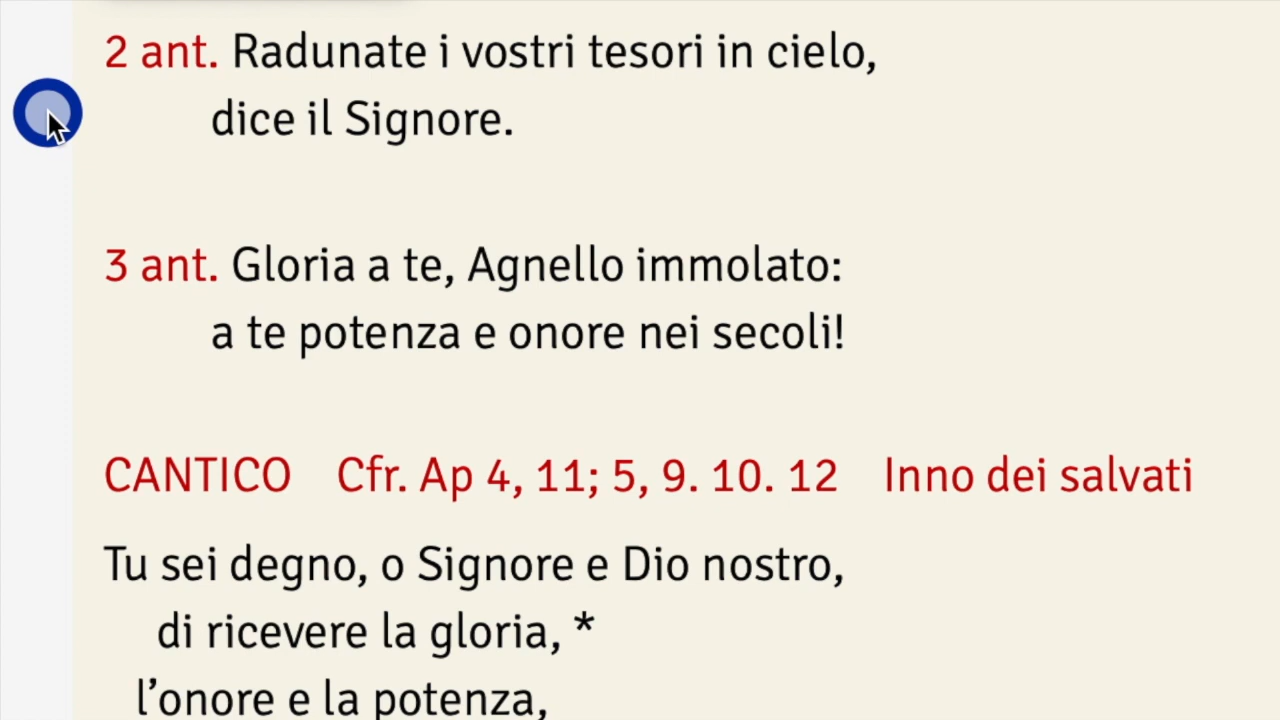 2 ant. Radunate i vostri tesori in cielo,
dice il Signore.
3 ant. Gloria a te, Agnello immolato:
a te potenza e onore nei secoli!
CANTICO Cfr. Ap 4, 11; 5, 9. 10. 12 Inno dei salvati
Tu sei degno, o Signore e Dio nostro,
di ricevere la gloria, *
l’onore e la potenza,